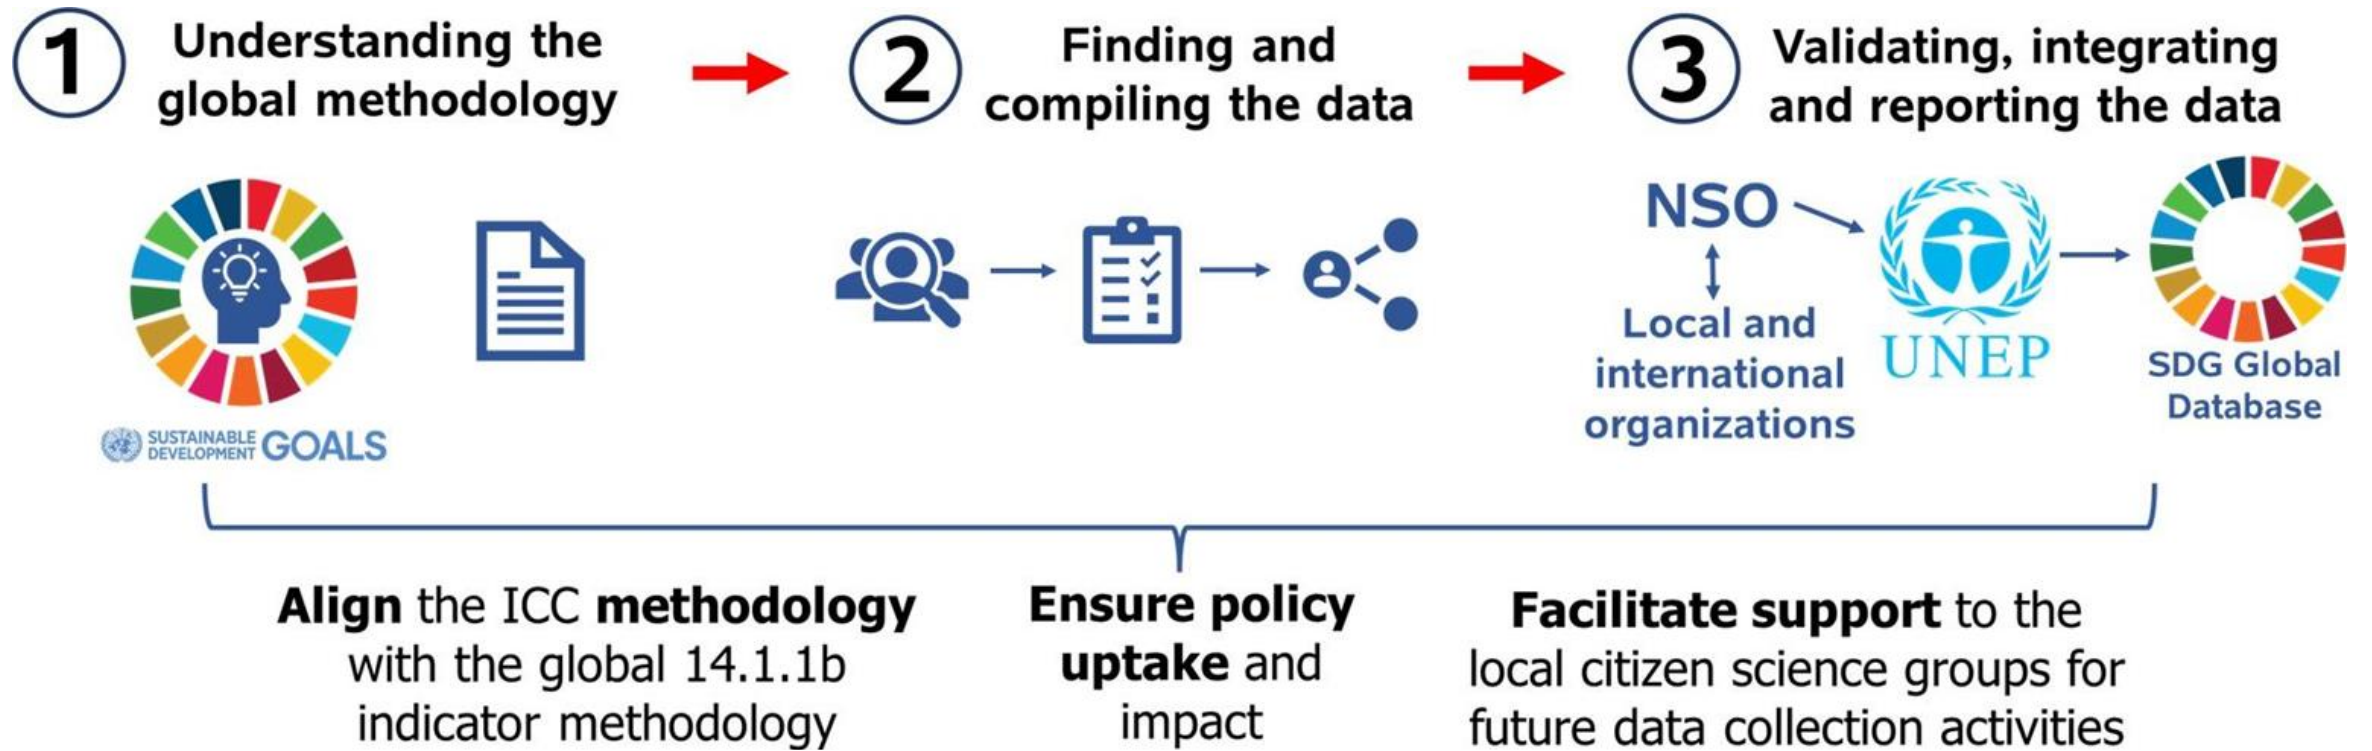 1
Understanding the
global methodology
2
Finding and
compiling the data
3
Validating, integrating
and reporting the data
SUSTAINABLE
DEVELOPMENT
GOALS
NSO
Local and
international
organizations
UNEP
SDG Global
Database
Align the ICC methodology
with the global 14.1.1b
indicator methodology
Ensure policy
uptake and
impact
Facilitate support to the
local citizen science groups for
future data collection activities